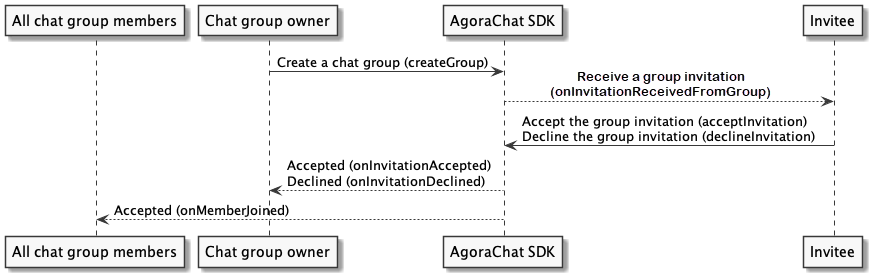 All chat group members
Chat group owner
AgoraChat SDK
Invitee
Create a chat group (createGroup)
Receive a group invitation
(onInvitationReceivedFromGroup)
Accept the group invitation (acceptInvitation)
Decline the group invitation (declineInvitation)
Accepted (onInvitationAccepted)
Declined (onInvitationDeclined)
Accepted (onMemberJoined)
All chat group members
Chat group owner
AgoraChat SDK
Invitee